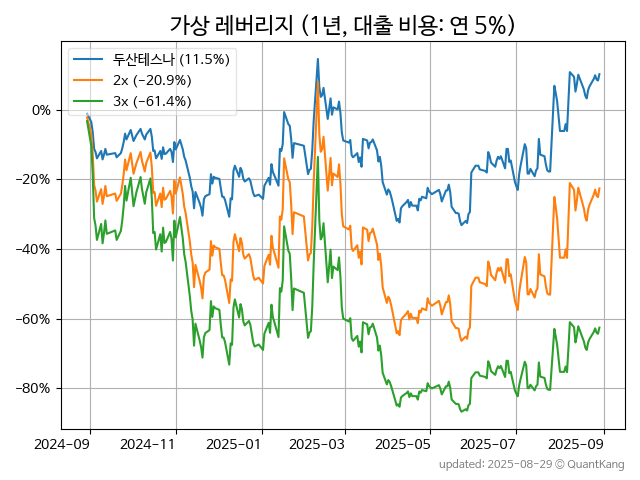 가상 레버리지 (1년, 대출 비용: 연 5%)
두산테스나 (11.5%)
2x (−20.9%)
3x (−61.4%)
0%
−20%
−40%
−60%
−80%
2024-09 2024-11 2025-01 2025-03 2025-05 2025-07 2025-09
updated: 2025-08-29 © QuantKang